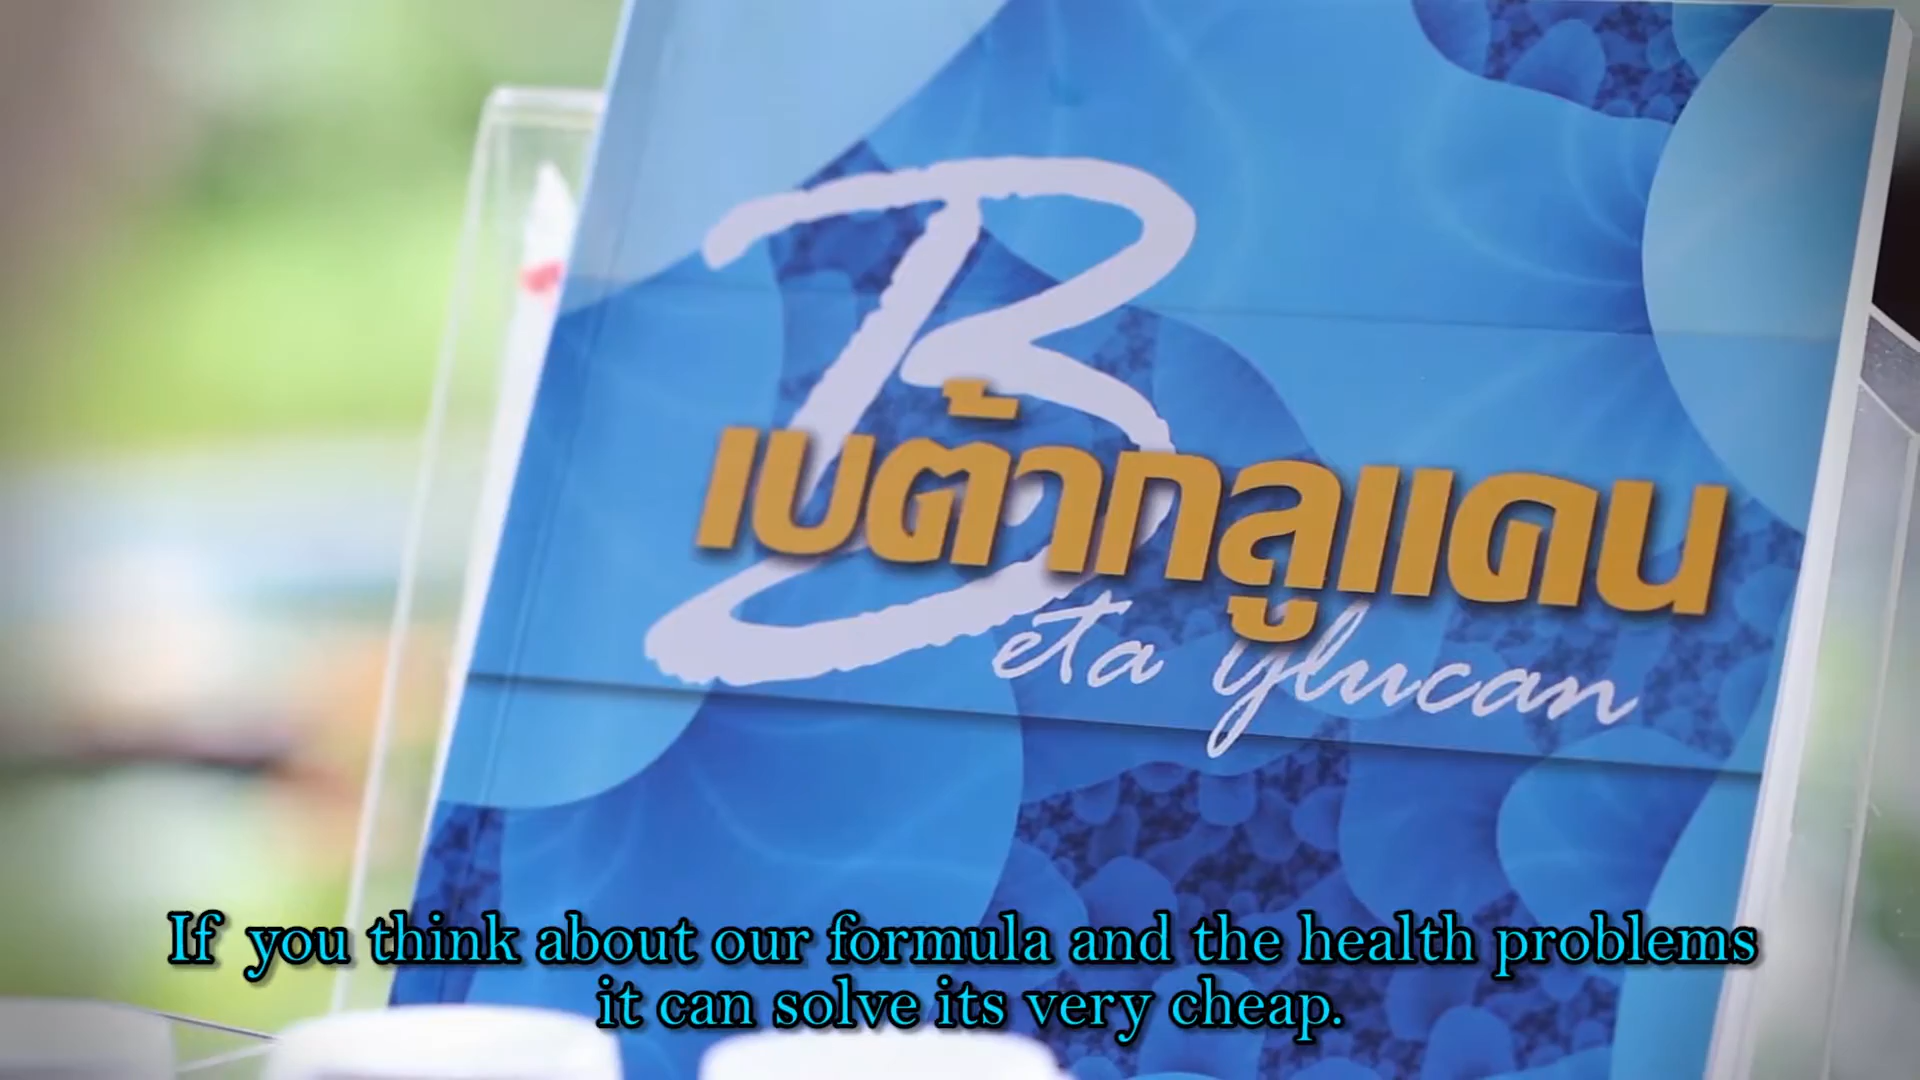 B
เบต้ากลูแคน
eta glucan
If you think about our formula and the health problems
it can solve its very cheap.